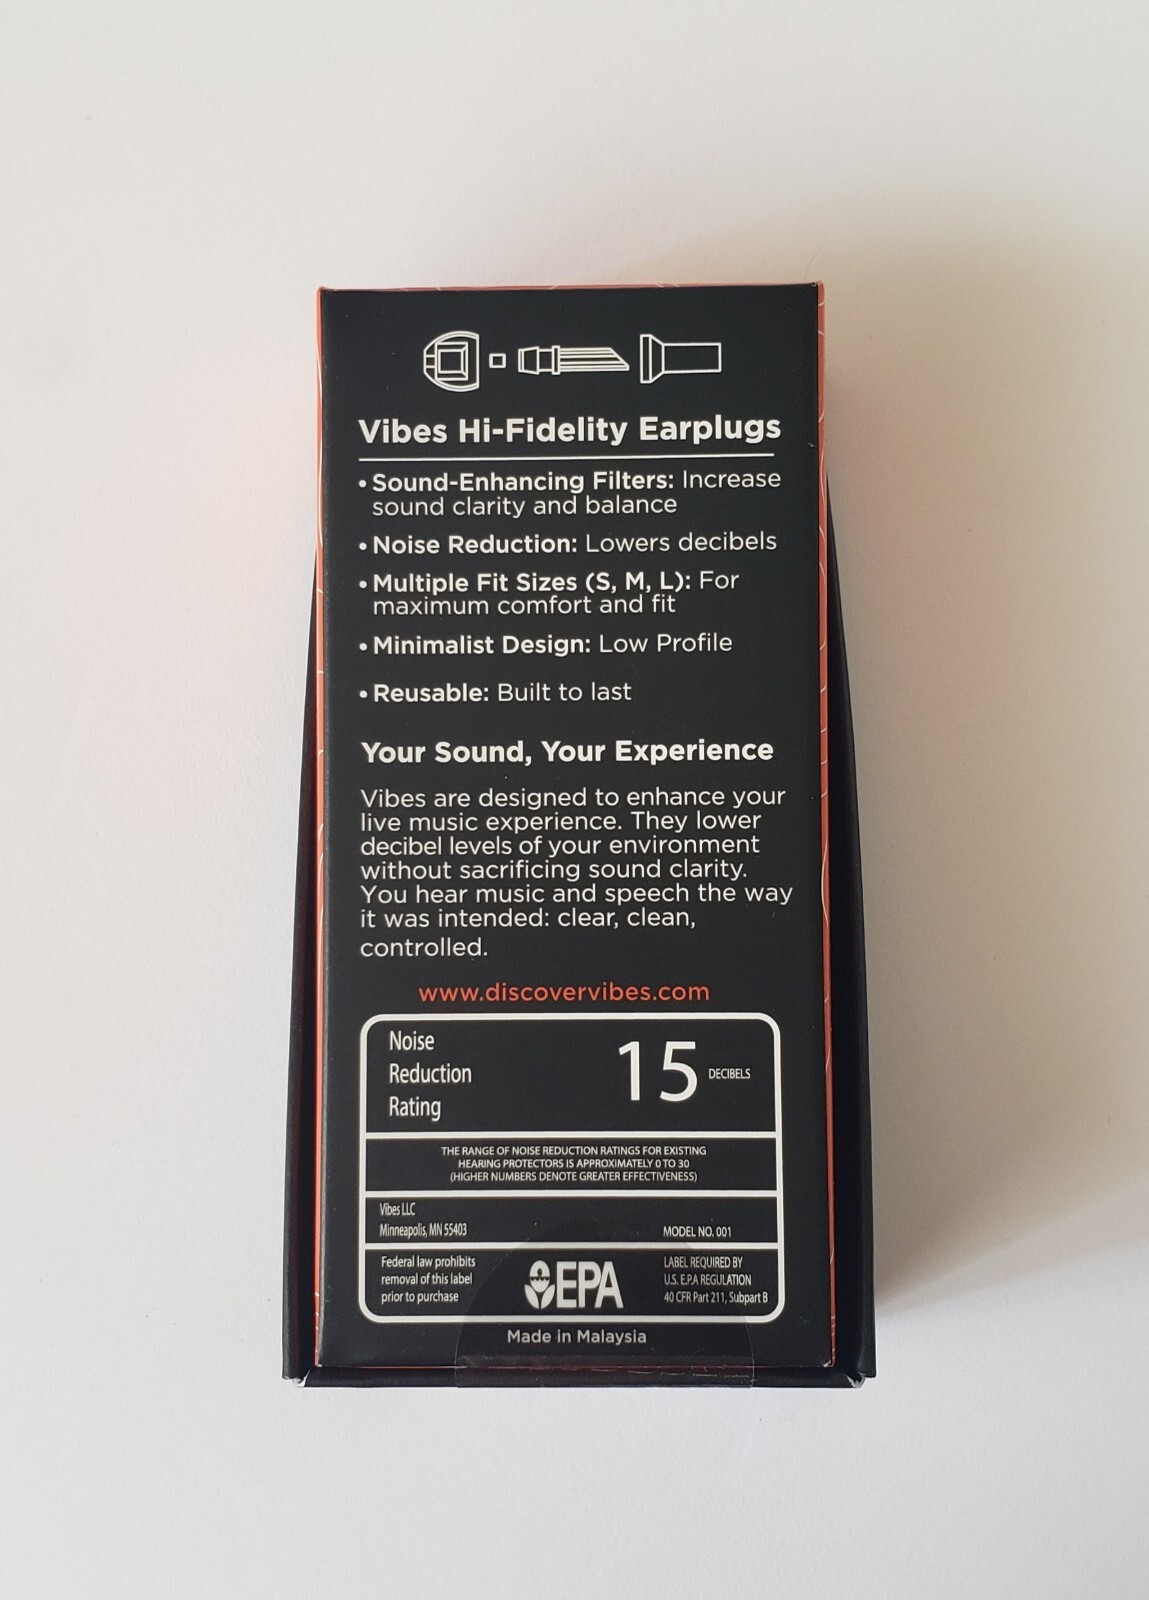 Vibes Hi-Fidelity Earplugs
• Sound-Enhancing Filters: Increase
sound clarity and balance
• Noise Reduction: Lowers decibels
• Multiple Fit Sizes (S, M, L): For
maximum comfort and fit
• Minimalist Design: Low Profile
• Reusable: Built to last
Your Sound, Your Experience
Vibes are designed to enhance your
live music experience. They lower
decibel levels of your environment
without sacrificing sound clarity.
You hear music and speech the way
it was intended: clear, clean,
controlled.
www.discovervibes.com
Noise
Reduction
Rating
15 DECIBELS
THE RANGE OF NOISE REDUCTION RATINGS FOR EXISTING
HEARING PROTECTORS IS APPROXIMATELY 0 TO 30
(HIGHER NUMBERS DENOTE GREATER EFFECTIVENESS)
Vibes LLC
Minneapolis, MN 55403
MODEL NO. 001
Federal law prohibits
removal of this label
prior to purchase
EPA
LABEL REQUIRED BY
U.S. E.P.A REGULATION
40 CFR Part 211, Subpart B
Made in Malaysia